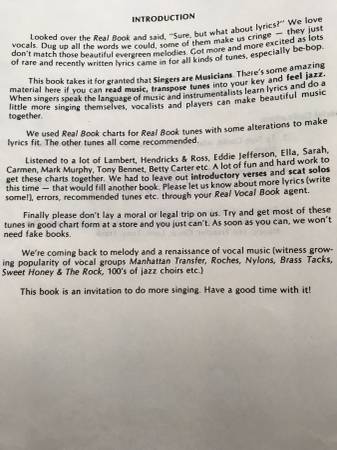 INTRODUCTION
Looked over the Real Book and said, "Sure, but what about lyrics?" We love
vocals. Dug up all the words we could, some of them make us cringe — they just
don't match those beautiful evergreen melodies. Got more and more excited as lots
of rare and recently written lyrics came in for all kinds of tunes, especially be-bop.
This book takes it for granted that Singers are Musicians. There's some amazing
material here if you can read music, transpose tunes into your key and feel jazz.
When singers speak the language of music and instrumentalists learn lyrics and do a
little more singing themselves, vocalists and players can make beautiful music
together.
We used Real Book charts for Real Book tunes with some alterations to make
lyrics fit. The other tunes all come recommended.
Listened to a lot of Lambert, Hendricks & Ross, Eddie Jefferson, Ella, Sarah,
Carmen, Mark Murphy, Tony Bennet, Betty Carter etc. A lot of fun and hard work to
get these charts together. We had to leave out introductory verses and scat solos
this time — that would fill another book. Please let us know about more lyrics (write
some!), errors, recommended tunes etc. through your Real Vocal Book agent.
Finally please don't lay a moral or legal trip on us. Try and get most of these
tunes in good chart form at a store and you just can't. As soon as you can, we won't
need fake books.
We're coming back to melody and a renaissance of vocal music (witness grow-
ing popularity of vocal groups Manhattan Transfer, Roches, Nylons, Brass Tacks,
Sweet Honey & The Rock, 100's of jazz choirs etc.)
This book is an invitation to do more singing. Have a good time with it!